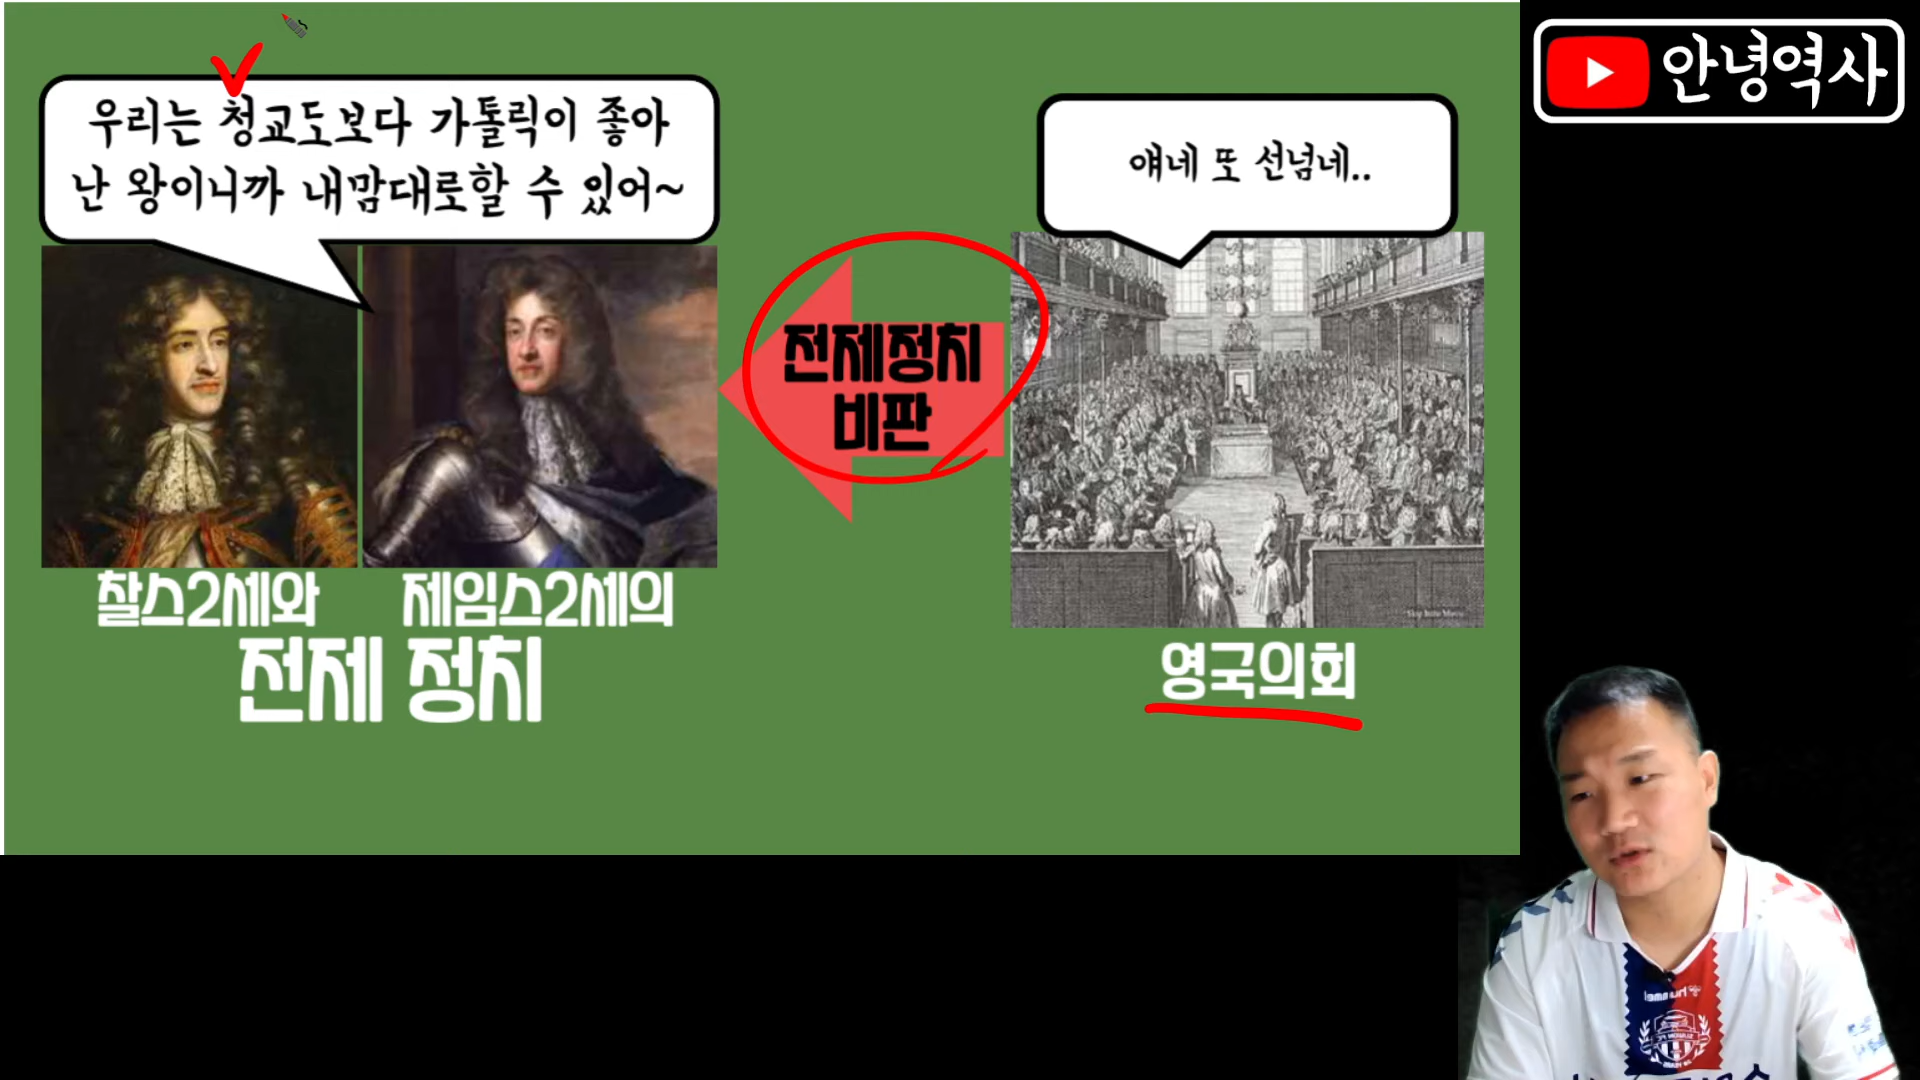 우리는 청교도보다 가톨릭이 좋아
난 왕이니까 내맘대로할 수 있어~
얘네 또 선넘네..
안녕역사
전제정치
비판
찰스2세와
제임스2세의
전제 정치
영국의회